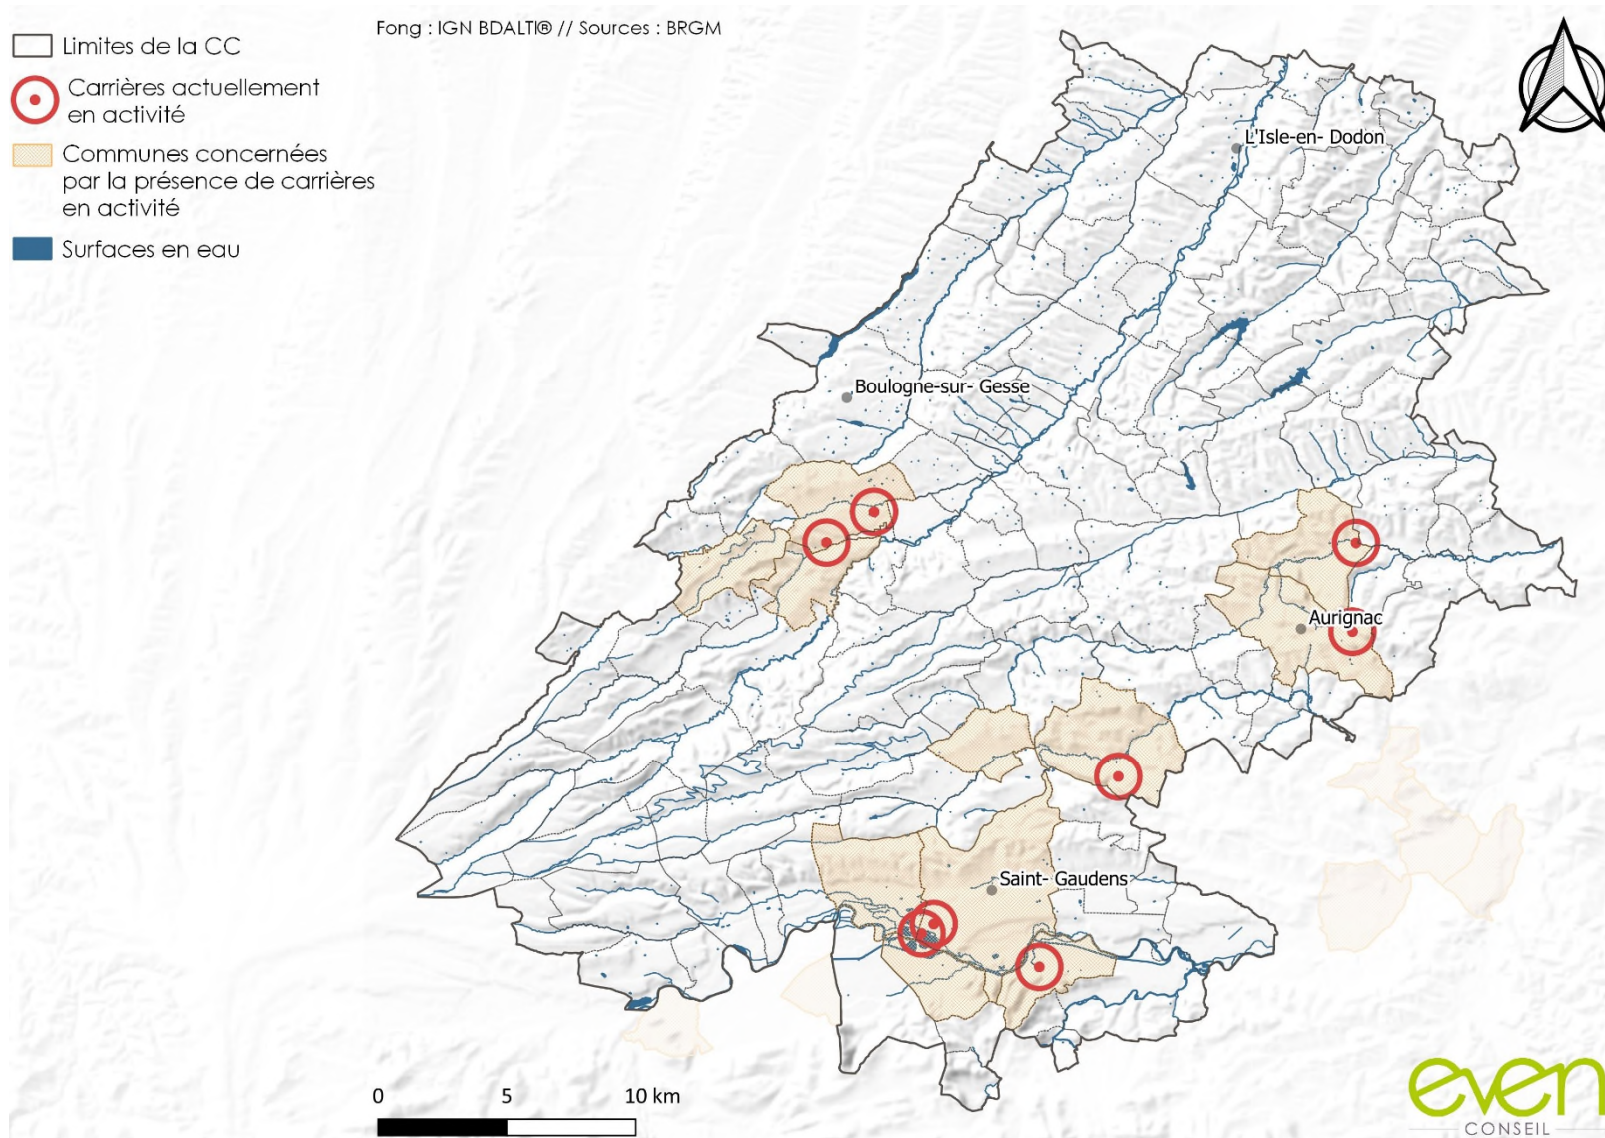 Fong : IGN BDALTI® // Sources : BRGM
Limites de la CC
Carrières actuellement
en activité
Communes concernées
par la présence de carrières
en activité
Surfaces en eau
L'Isle-en- Dodon
Boulogne-sur- Gesse
Aurignac
Saint- Gaudens
0 5 10 km
even
CONSEIL